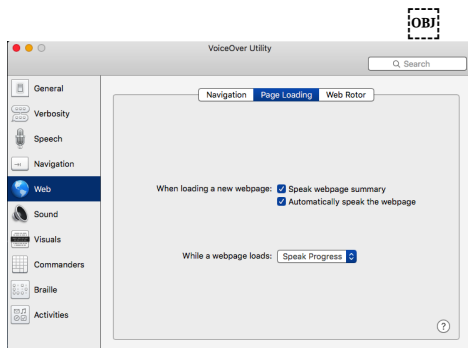 OBJ
VoiceOver Utility
Search
General
Verbosity
Speech
Navigation
Web
Sound
Visuals
Commanders
Braille
Activities
Navigation Page Loading Web Rotor
When loading a new webpage: Speak webpage summary
Automatically speak the webpage
While a webpage loads: Speak Progress
?